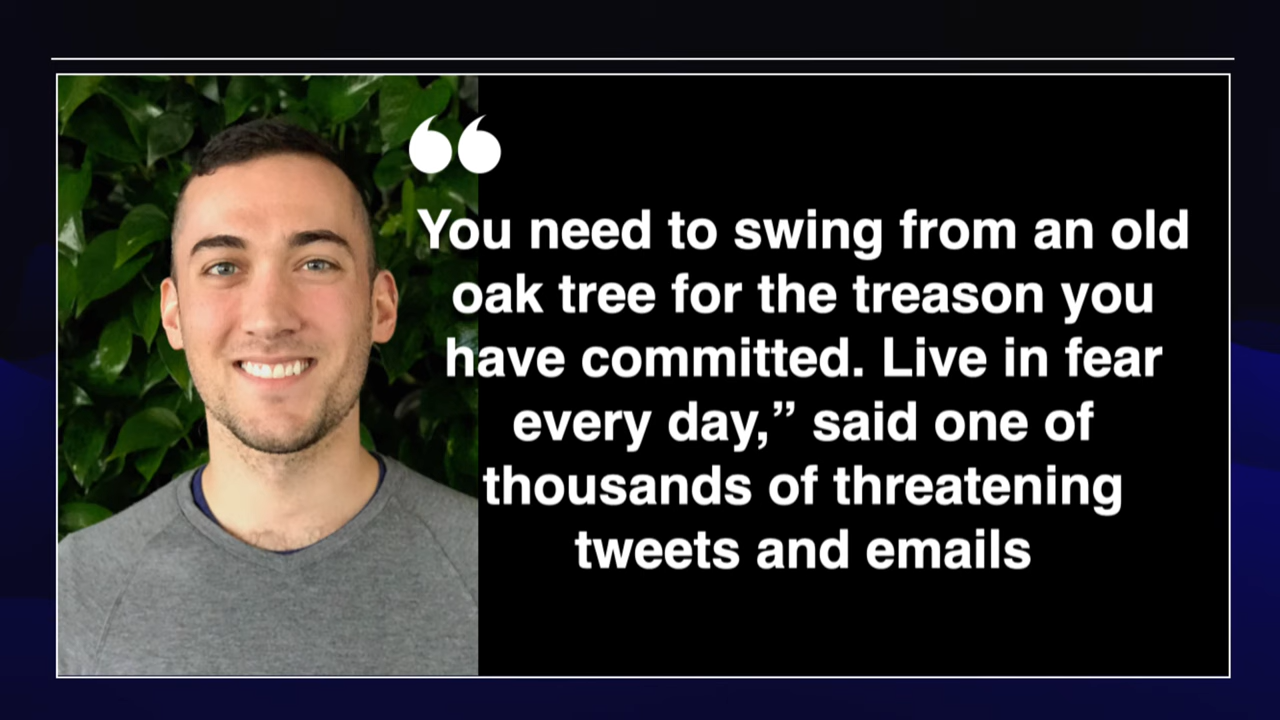 “
You need to swing from an old
oak tree for the treason you
have committed. Live in fear
every day,” said one of
thousands of threatening
tweets and emails